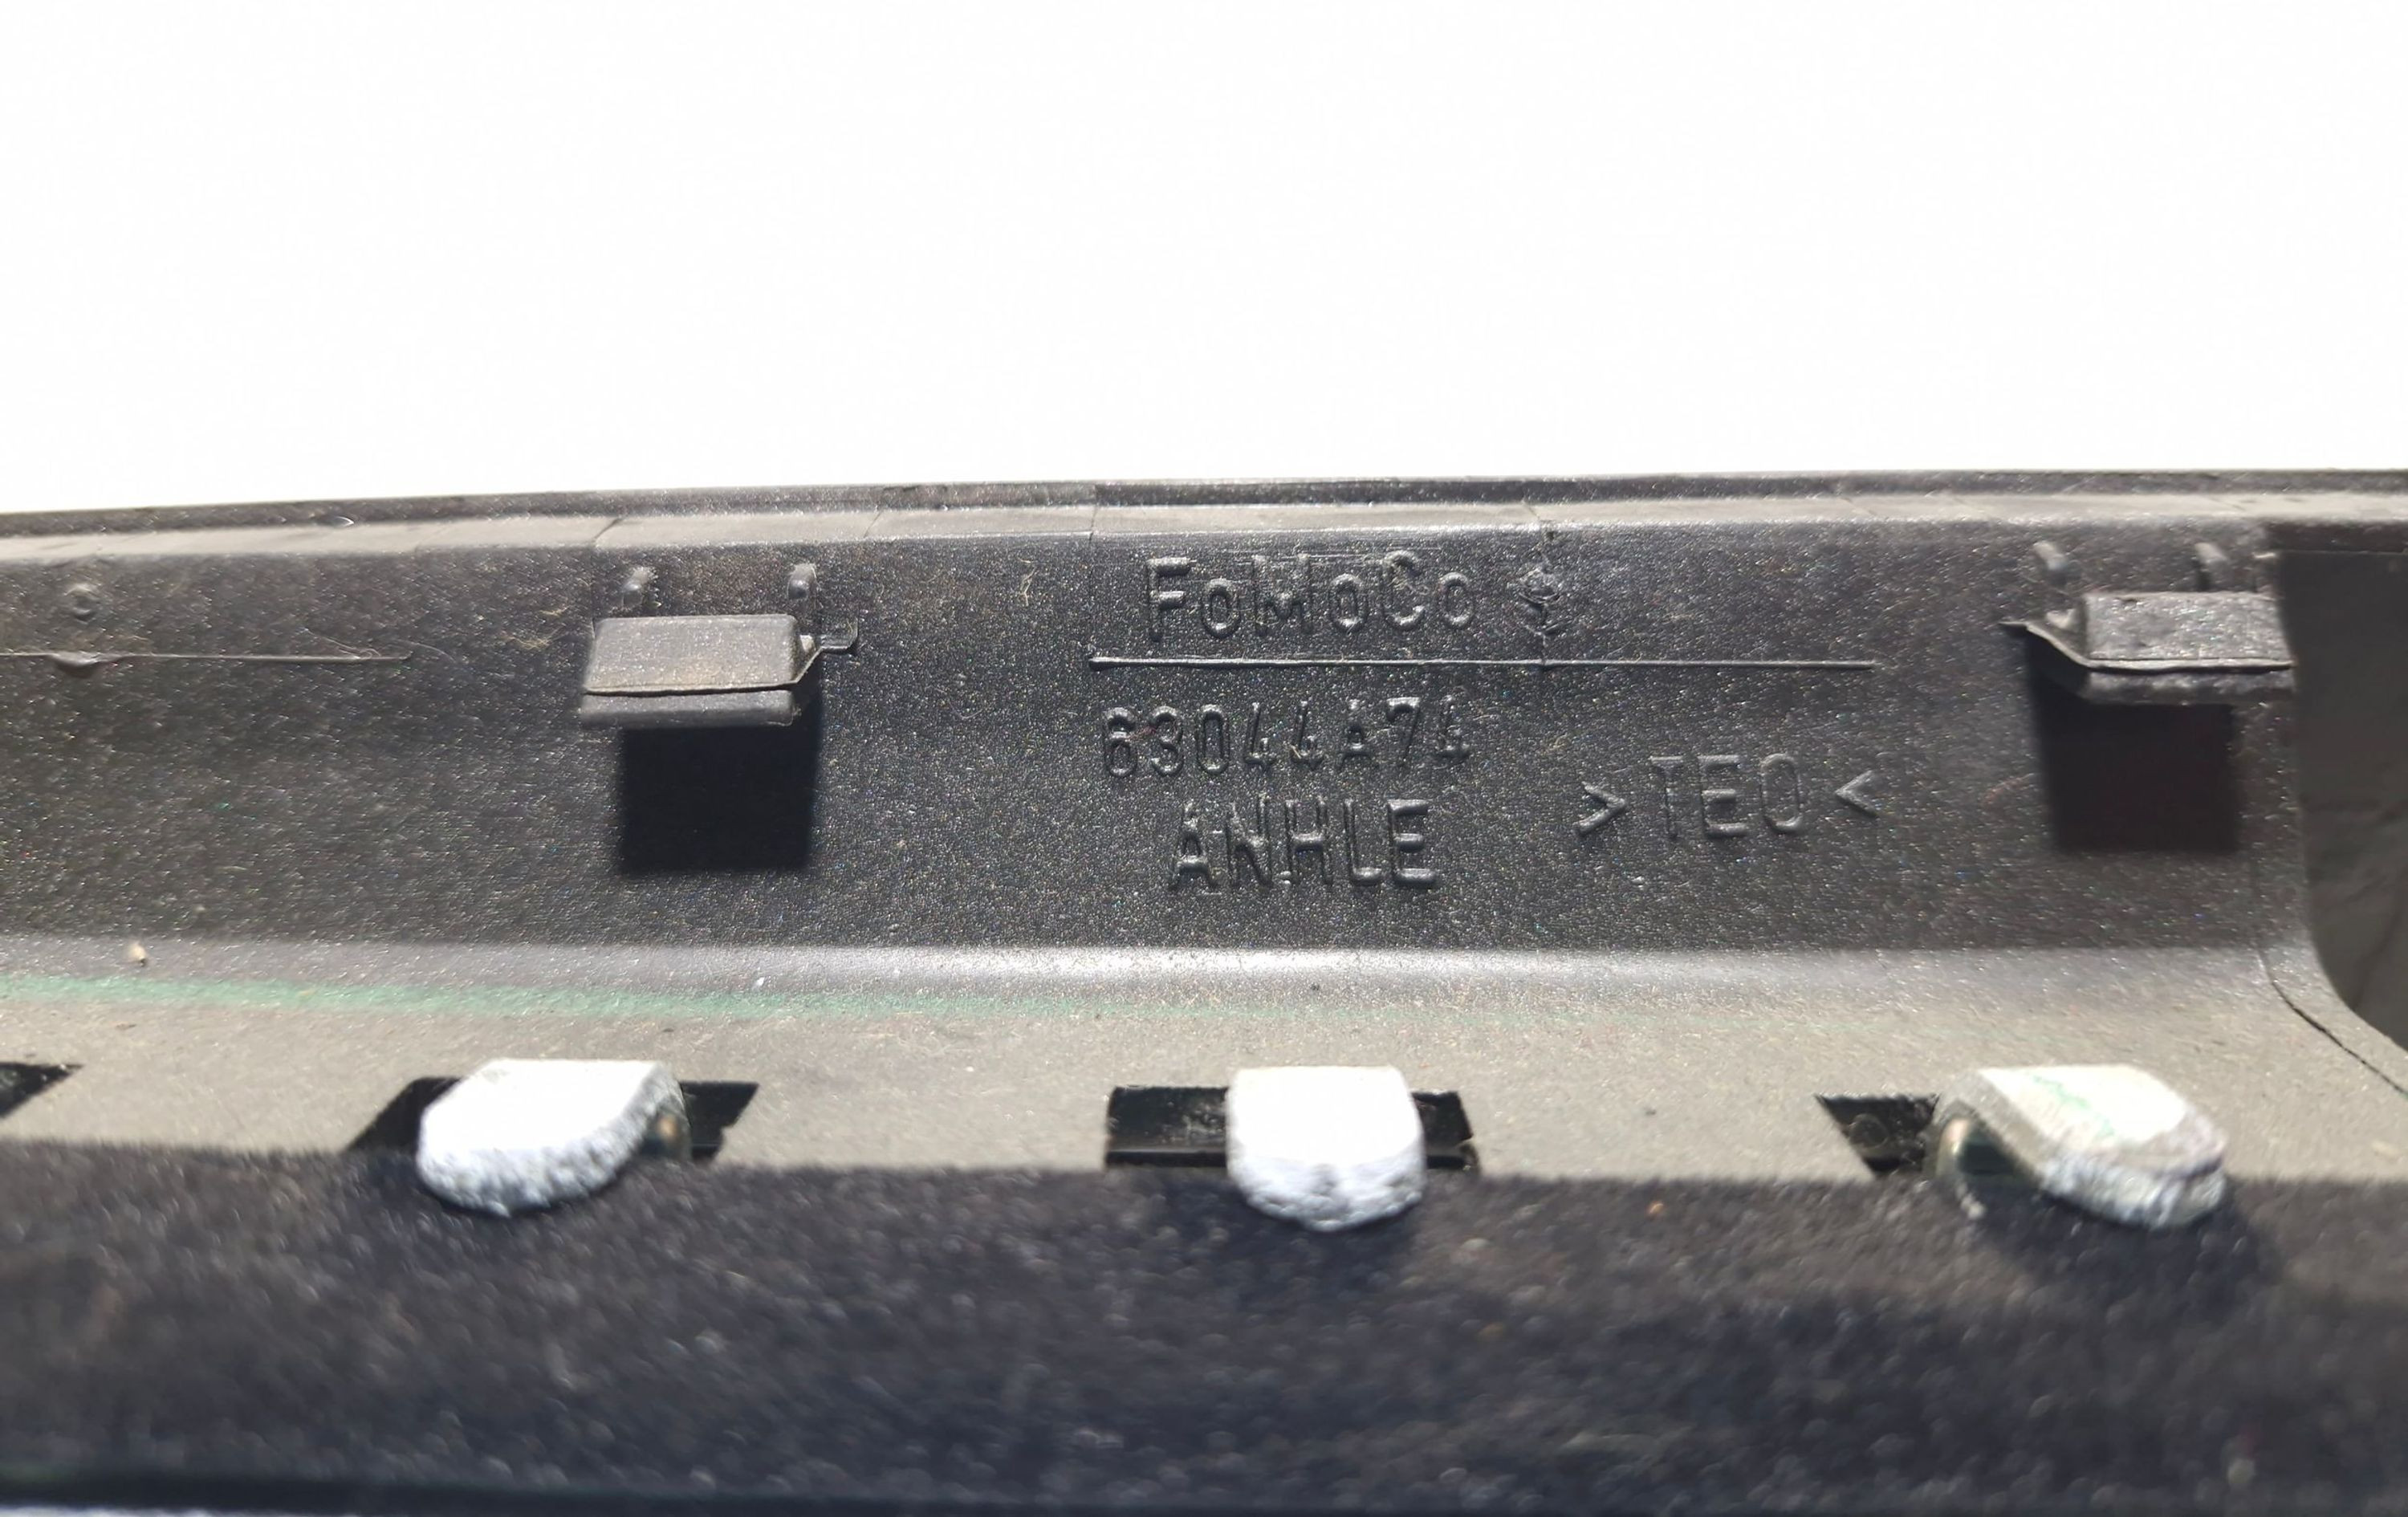 FoMoCo
63044A74
ANHLE
>TEO<